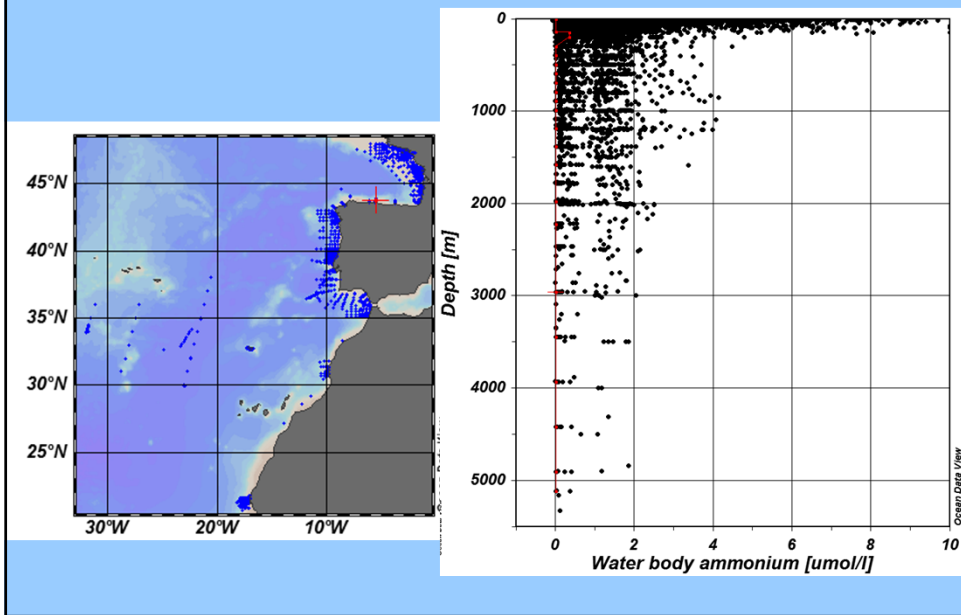 45°N
40°N
35°N
30°N
25°N
30°W
20°W
10°W
0
1000
2000
3000
4000
5000
Depth [m]
0
2
4
6
8
10
Water body ammonium [umol/l]
Ocean Data View